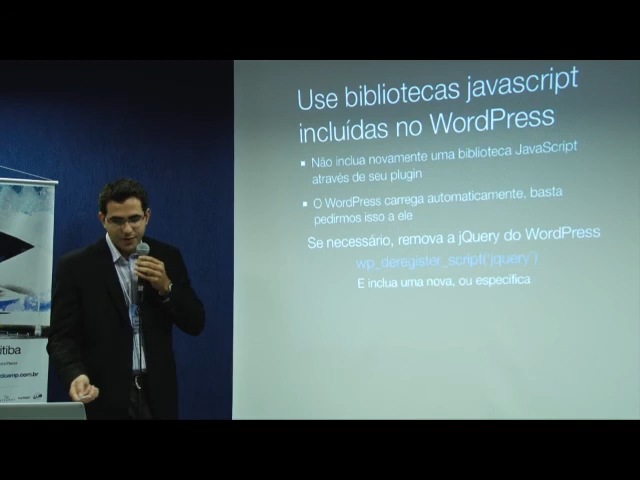 Use bibliotecas javascript
incluídas no WordPress
Não inclua novamente uma biblioteca JavaScript
através de seu plugin
O WordPress carrega automaticamente, basta
pedirmos isso a ele
Se necessário, remova a jQuery do WordPress
wp_deregister_script('jquery')
E inclua uma nova, ou específica
itiba